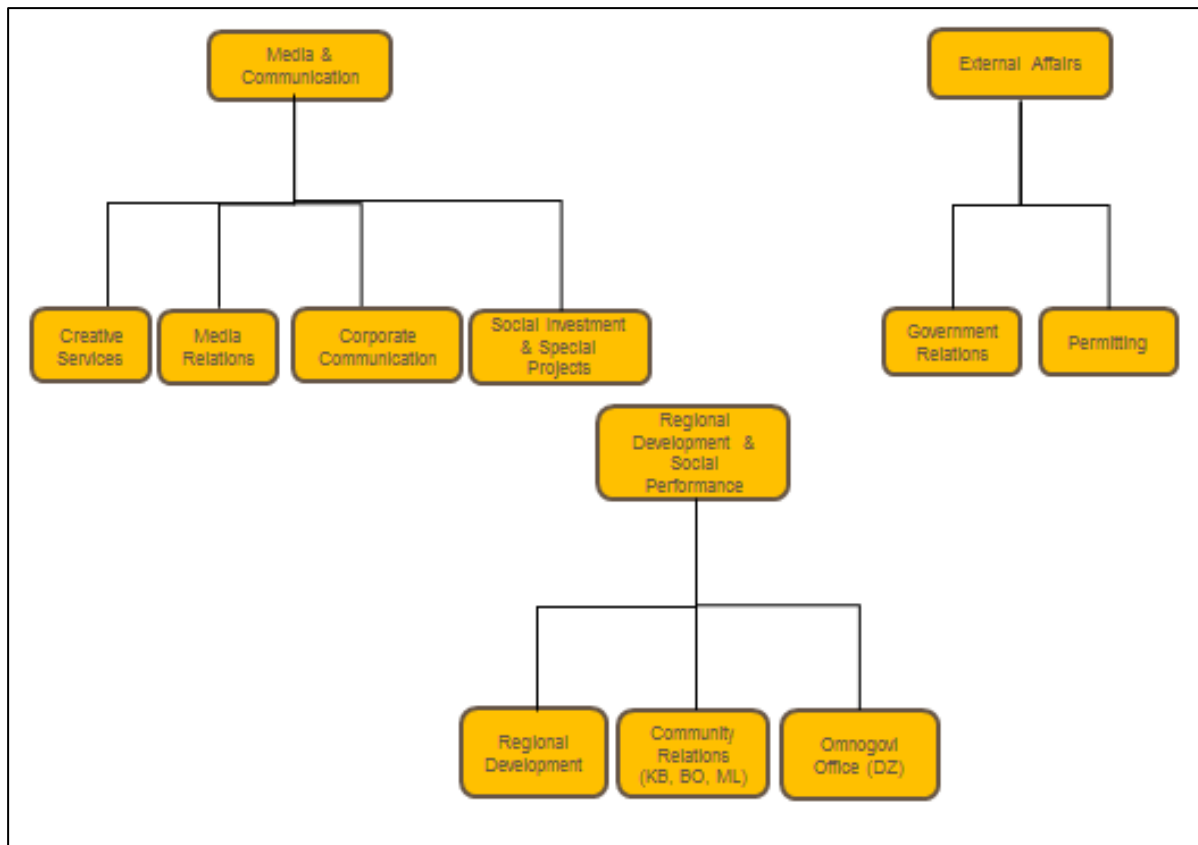 Media &
Communication
External Affairs
Creative
Services
Media
Relations
Corporate
Communication
Social Investment
& Special
Projects
Government
Relations
Permitting
Regional
Development &
Social
Performance
Regional
Development
Community
Relations
(KB, BO, ML)
Omnogovi
Office (DZ)